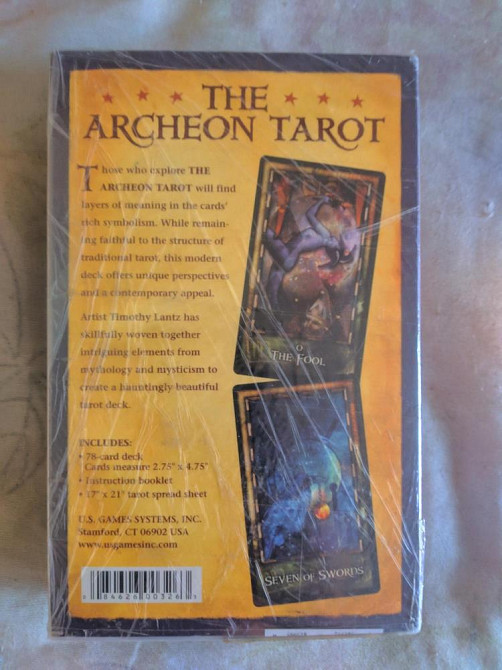 THE
ARCHEON TAROT
Those who explore THE
ARCHEON TAROT will find
layers of meaning in the cards'
rich symbolism. While remain-
ing faithful to the structure of
traditional tarot, this modern
deck offers unique perspectives
and a contemporary appeal.
Artist Timothy Lantz has
skillfully woven together
intriguing elements from
mythology and mysticism to
create a hauntingly beautiful
tarot deck.
INCLUDES:
• 78-card deck
Cards measure 2.75" x 4.75"
• Instruction booklet
• 17" x 21" tarot spread sheet
U.S. GAMES SYSTEMS, INC.
Stamford, CT 06902 USA
www.usgamesinc.com
0
THE FOOL
SEVEN OF SWORDS
84626 00326